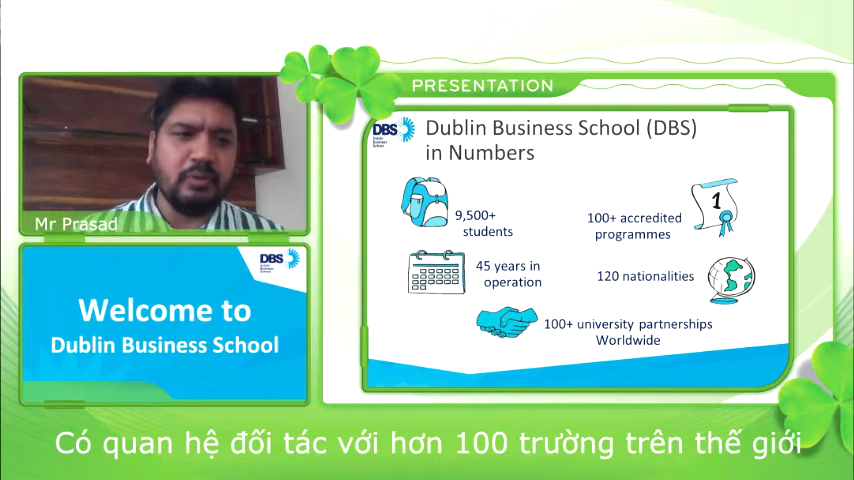 PRESENTATION
DBS
Dublin
Business
School
Dublin Business School (DBS)
in Numbers
9,500+
students
100+ accredited
programmes
1
45 years in
operation
120 nationalities
100+ university partnerships
Worldwide
Mr Prasad
DBS
Dublin
Business
School
Welcome to
Dublin Business School
Có quan hệ đối tác với hơn 100 trường trên thế giới